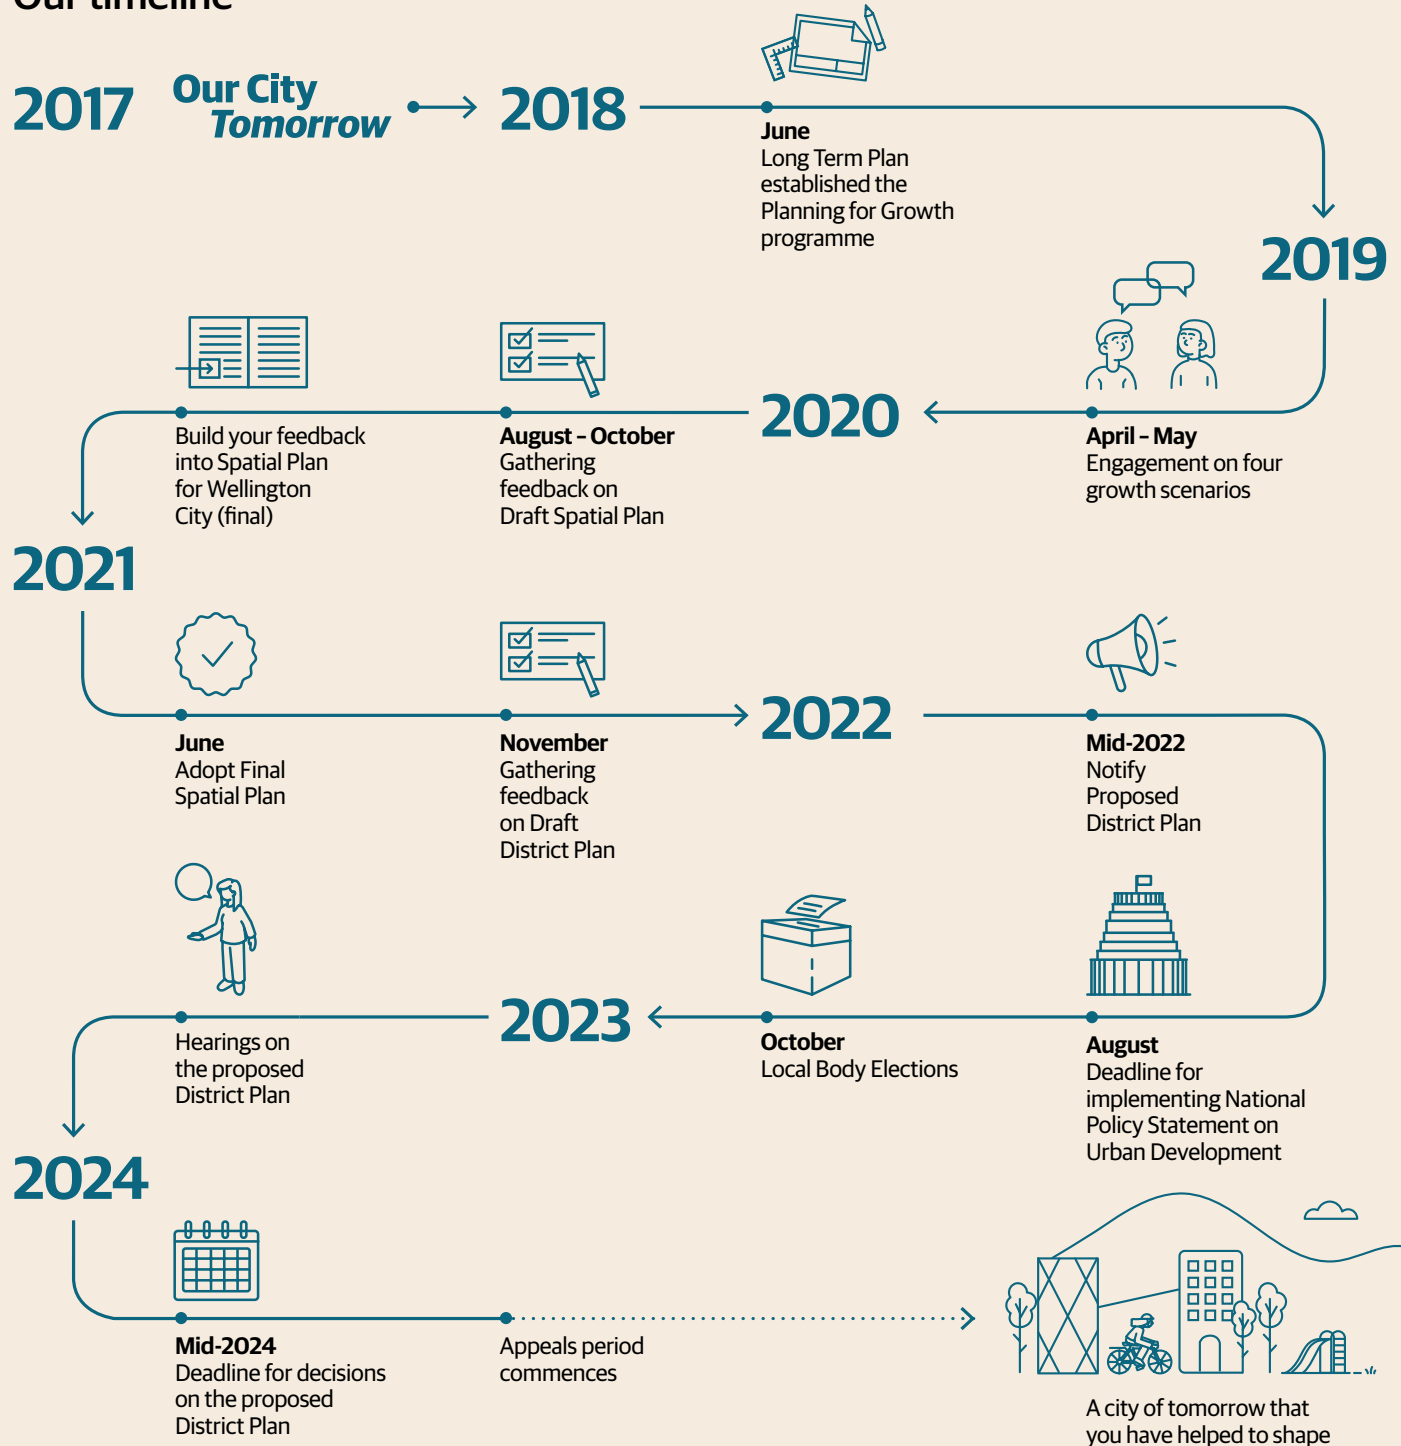 Our timeline
2017
Our City
Tomorrow
2018
June
Long Term Plan
established the
Planning for Growth
programme
2019
April – May
Engagement on four
growth scenarios
2020
August – October
Gathering
feedback on
Draft Spatial Plan
Build your feedback
into Spatial Plan
for Wellington
City (final)
2021
June
Adopt Final
Spatial Plan
November
Gathering
feedback
on Draft
District Plan
2022
Mid-2022
Notify
Proposed
District Plan
August
Deadline for
implementing National
Policy Statement on
Urban Development
October
Local Body Elections
2023
Hearings on
the proposed
District Plan
2024
Mid-2024
Deadline for decisions
on the proposed
District Plan
Appeals period
commences
A city of tomorrow that
you have helped to shape